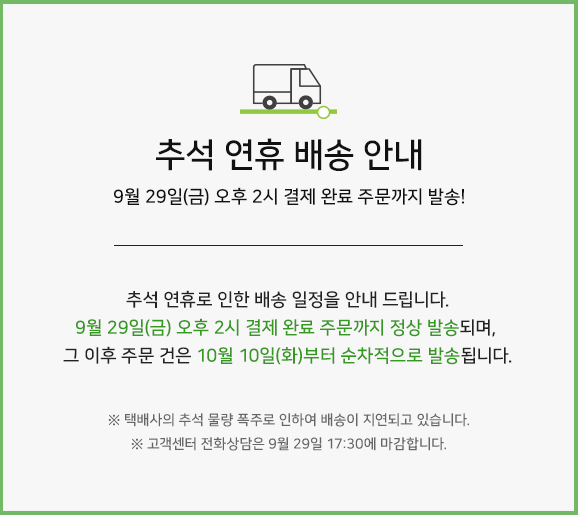 추석 연휴 배송 안내
9월 29일(금) 오후 2시 결제 완료 주문까지 발송!
추석 연휴로 인한 배송 일정을 안내 드립니다.
9월 29일(금) 오후 2시 결제 완료 주문까지 정상 발송되며,
그 이후 주문 건은 10월 10일(화)부터 순차적으로 발송됩니다.
※ 택배사의 추석 물량 폭주로 인하여 배송이 지연되고 있습니다.
※ 고객센터 전화상담은 9월 29일 17:30에 마감합니다.